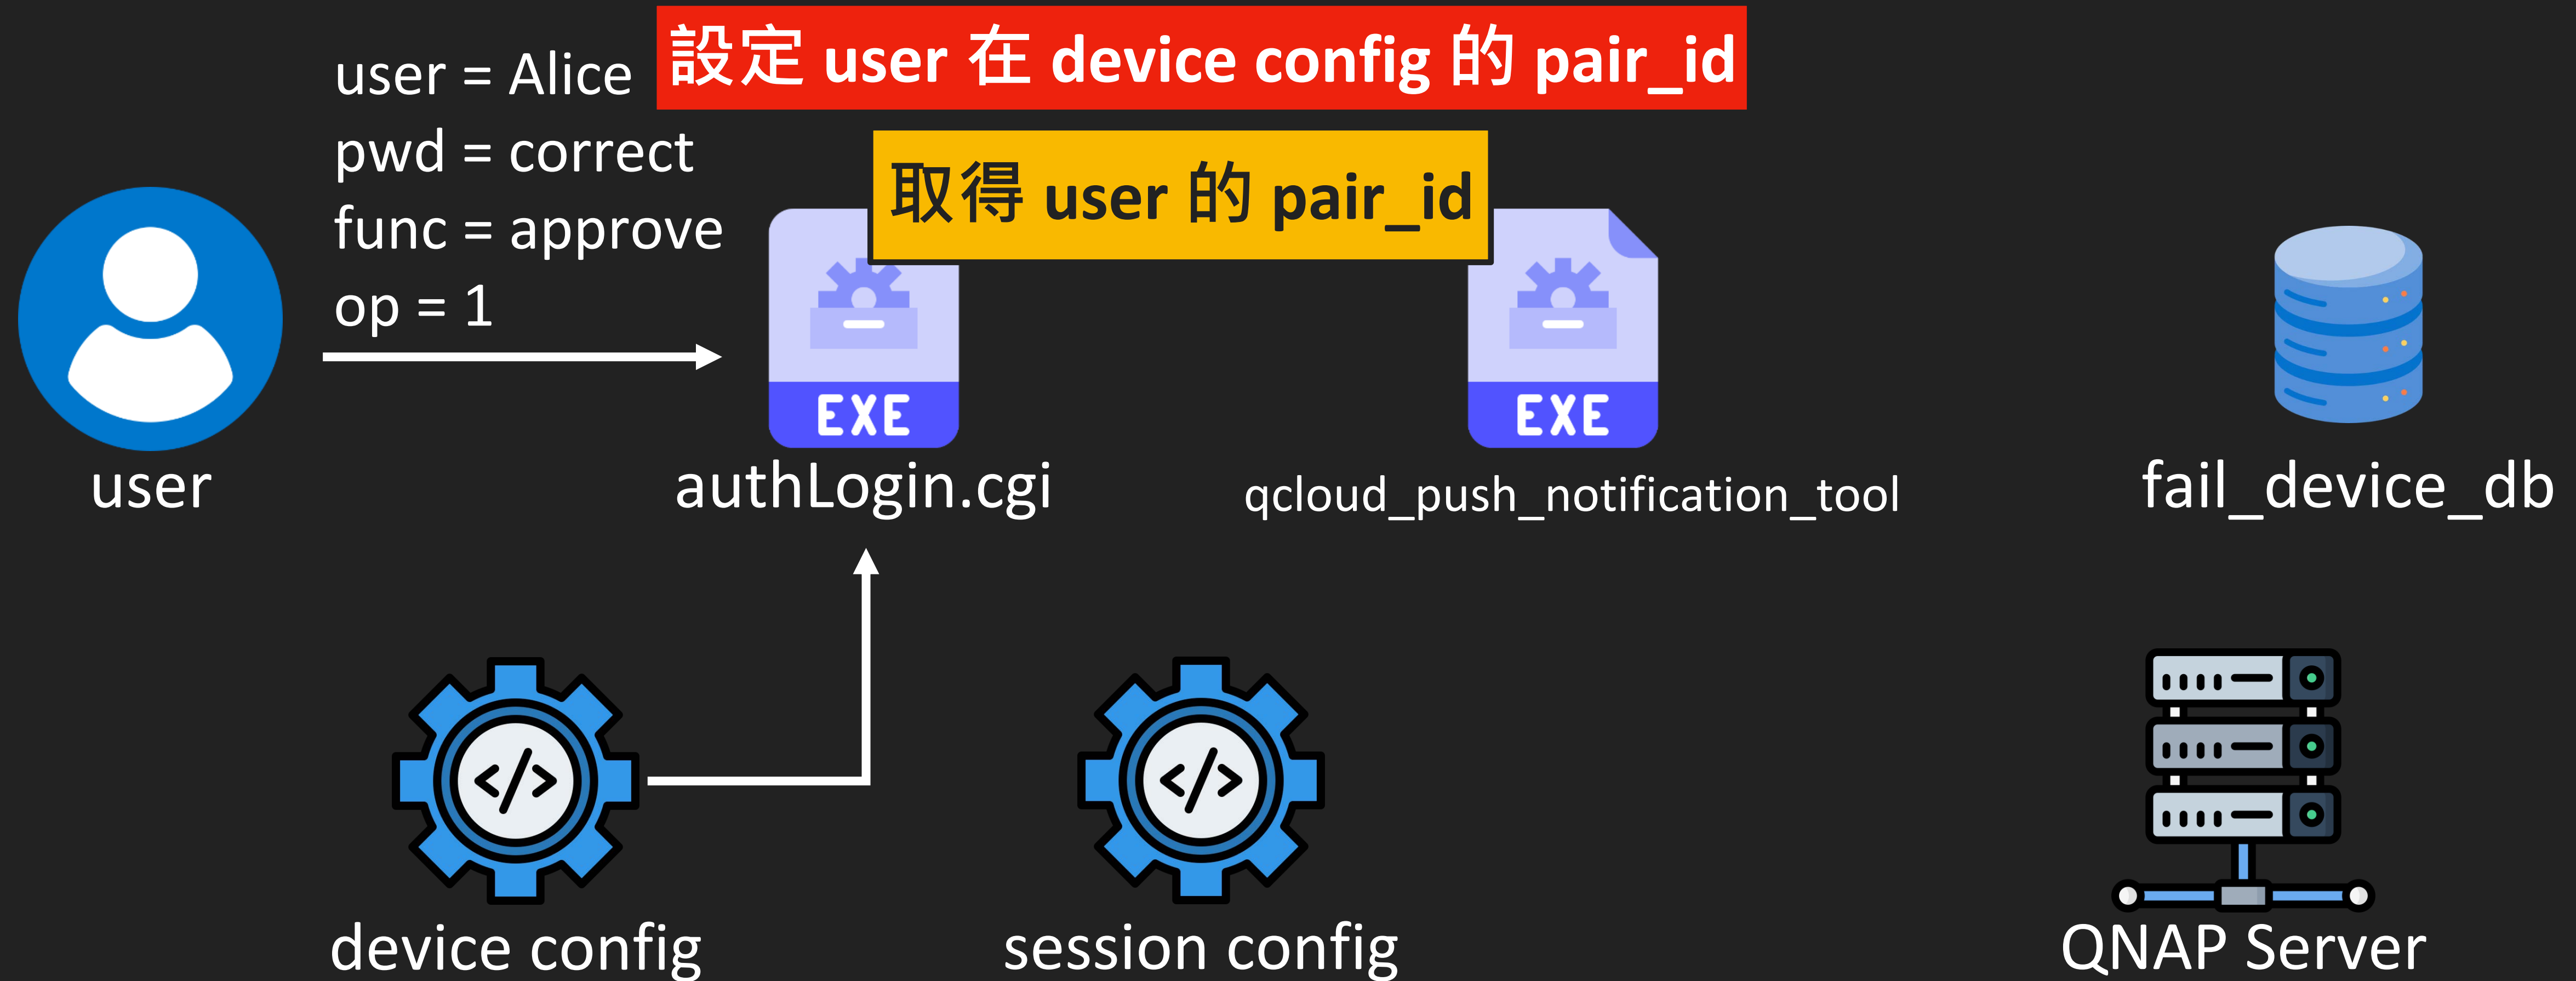 設定 user 在 device config 的 pair_id
user = Alice
pwd = correct
func = approve
op = 1
取得 user 的 pair_id
EXE
EXE
user
authLogin.cgi
qcloud_push_notification_tool
fail_device_db
</>
</>
device config
session config
QNAP Server